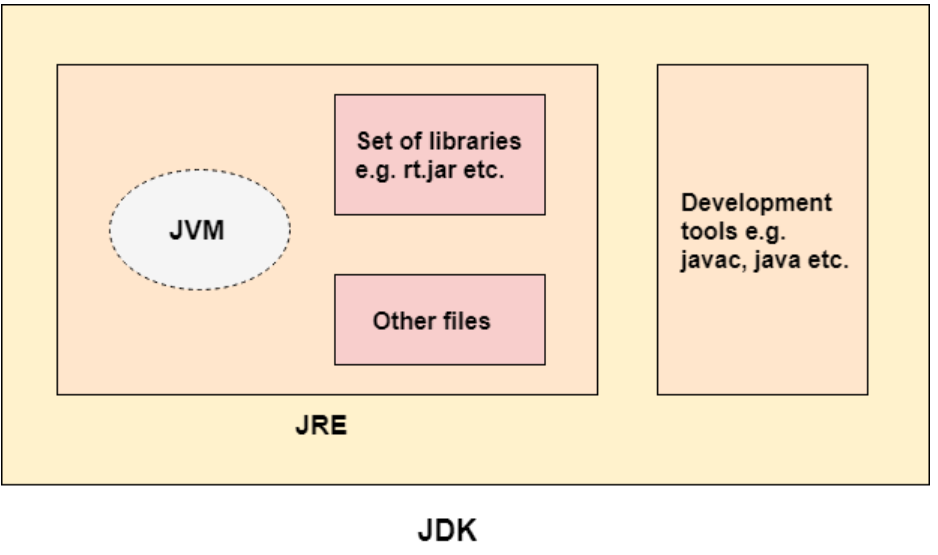 Set of libraries
e.g. rt.jar etc.
JVM
Development
tools e.g.
javac, java etc.
Other files
JRE
JDK